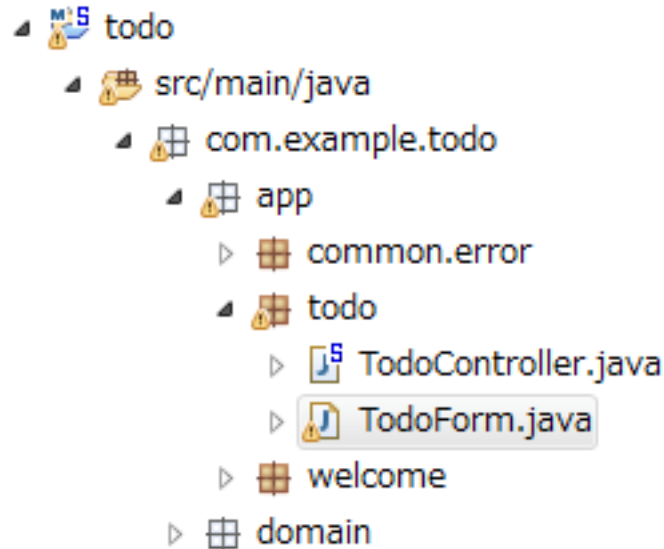 todo
src/main/java
com.example.todo
app
common.error
todo
TodoController.java
TodoForm.java
welcome
domain